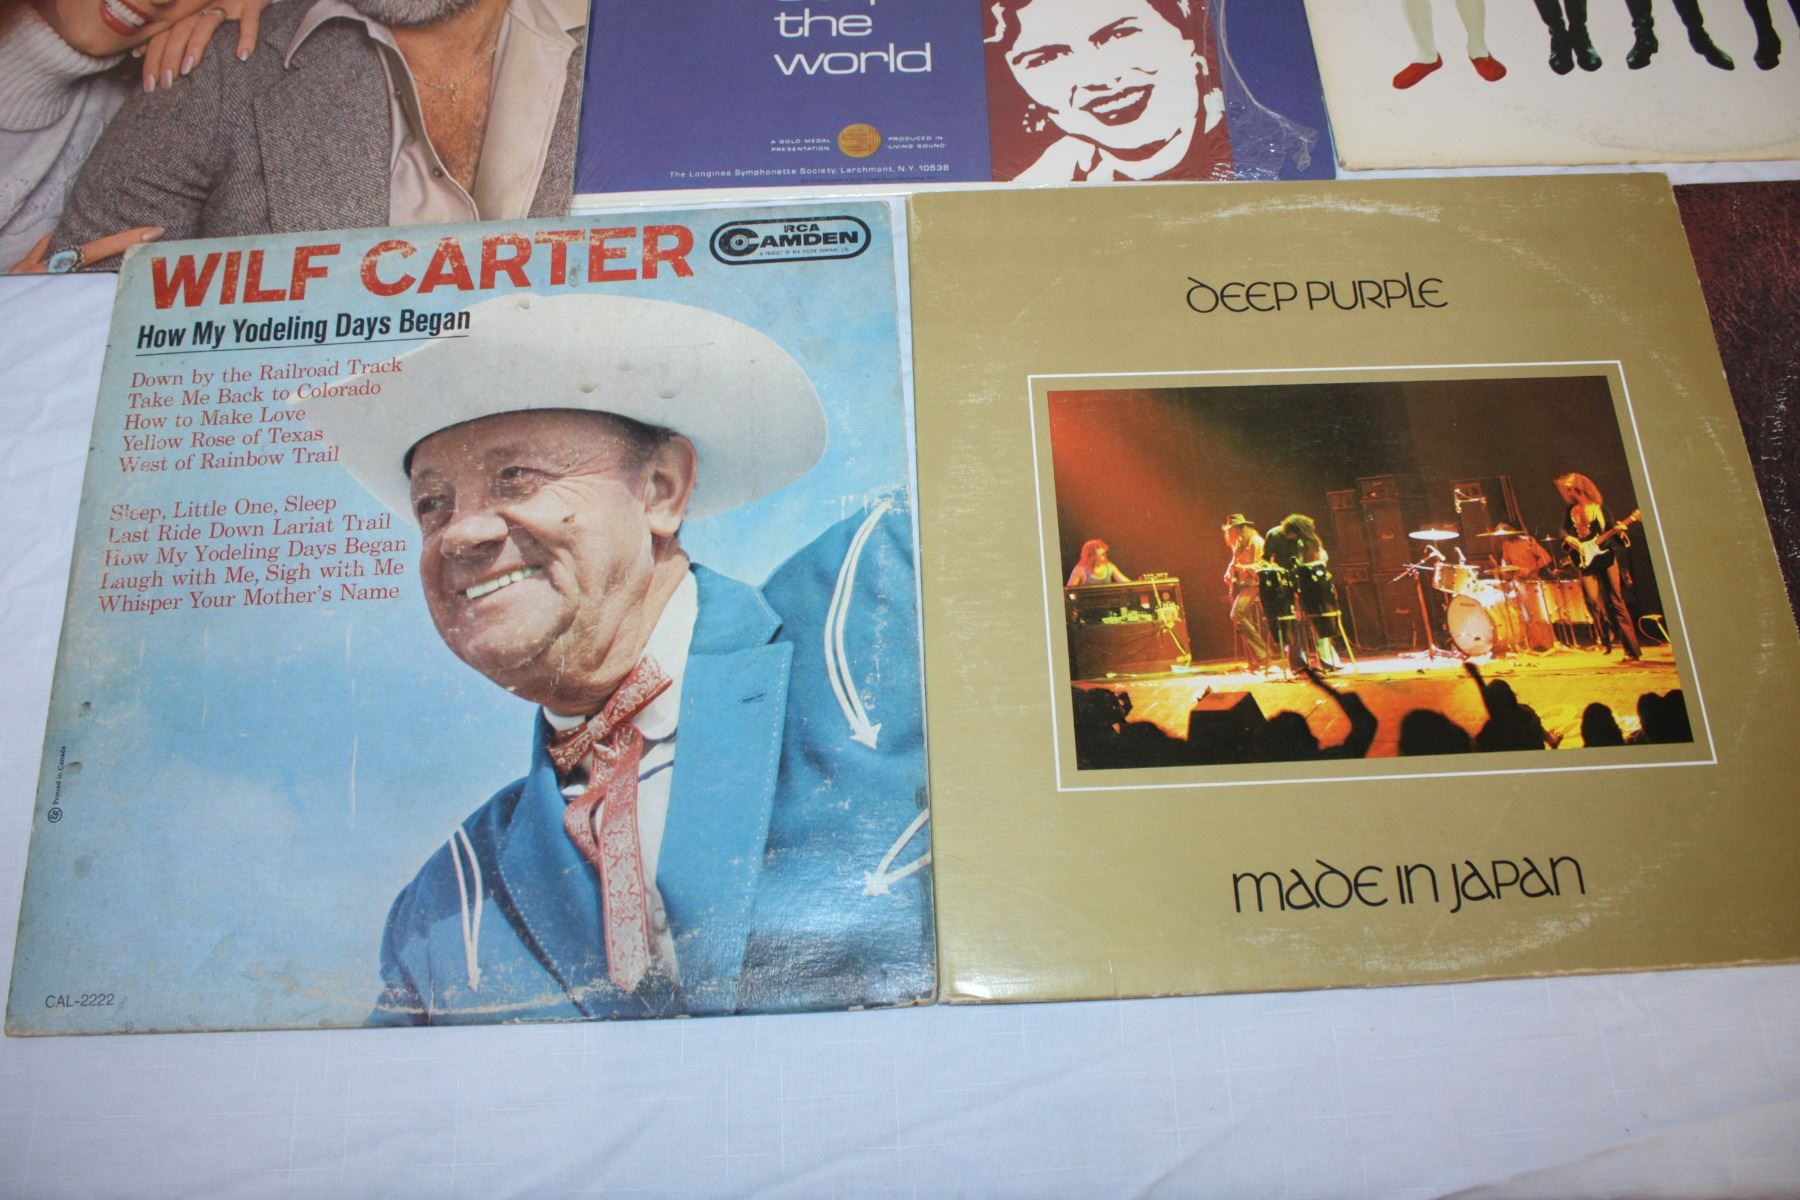 the
world
A GOLD MEDAL
PRESENTATION
PRODUCED IN
'LIVING SOUND'
The Longines Symphonette Society, Larchmont, N.Y. 10538
WILF CARTER
RCA
CAMDEN
How My Yodeling Days Began
Down by the Railroad Track
Take Me Back to Colorado
How to Make Love
Yellow Rose of Texas
West of Rainbow Trail
Sleep, Little One, Sleep
Last Ride Down Lariat Trail
How My Yodeling Days Began
Laugh with Me, Sigh with Me
Whisper Your Mother's Name
Printed in Canada
CAL-2222
DEEP PURPLE
MADE IN JAPAN